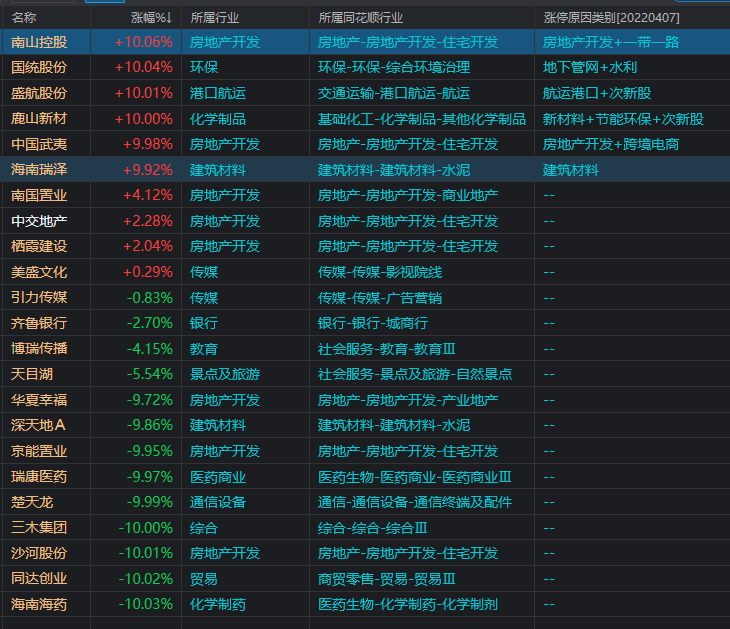 名称 涨幅%↓ 所属行业 所属同花顺行业 涨停原因类别[20220407]
南山控股 +10.06% 房地产开发 房地产-房地产开发-住宅开发 房地产开发+一带一路
国统股份 +10.04% 环保 环保-环保-综合环境治理 地下管网+水利
盛航股份 +10.01% 港口航运 交通运输-港口航运-航运 航运港口+次新股
鹿山新材 +10.00% 化学制品 基础化工-化学制品-其他化学制品 新材料+节能环保+次新股
中国武夷 +9.98% 房地产开发 房地产-房地产开发-住宅开发 房地产开发+跨境电商
海南瑞泽 +9.92% 建筑材料 建筑材料-建筑材料-水泥 建筑材料
南国置业 +4.12% 房地产开发 房地产-房地产开发-商业地产 --
中交地产 +2.28% 房地产开发 房地产-房地产开发-住宅开发 --
栖霞建设 +2.04% 房地产开发 房地产-房地产开发-住宅开发 --
美盛文化 +0.29% 传媒 传媒-传媒-影视院线 --
引力传媒 -0.83% 传媒 传媒-传媒-广告营销 --
齐鲁银行 -2.70% 银行 银行-银行-城商行 --
博瑞传播 -4.15% 教育 社会服务-教育-教育Ⅲ --
天目湖 -5.54% 景点及旅游 社会服务-景点及旅游-自然景点 --
华夏幸福 -9.72% 房地产开发 房地产-房地产开发-产业地产 --
深天地A -9.86% 建筑材料 建筑材料-建筑材料-水泥 --
京能置业 -9.95% 房地产开发 房地产-房地产开发-住宅开发 --
瑞康医药 -9.97% 医药商业 医药生物-医药商业-医药商业Ⅲ --
楚天龙 -9.99% 通信设备 通信-通信设备-通信终端及配件 --
三木集团 -10.00% 综合 综合-综合-综合Ⅲ --
沙河股份 -10.01% 房地产开发 房地产-房地产开发-住宅开发 --
同达创业 -10.02% 贸易 商贸零售-贸易-贸易Ⅲ --
海南海药 -10.03% 化学制药 医药生物-化学制药-化学制剂 --